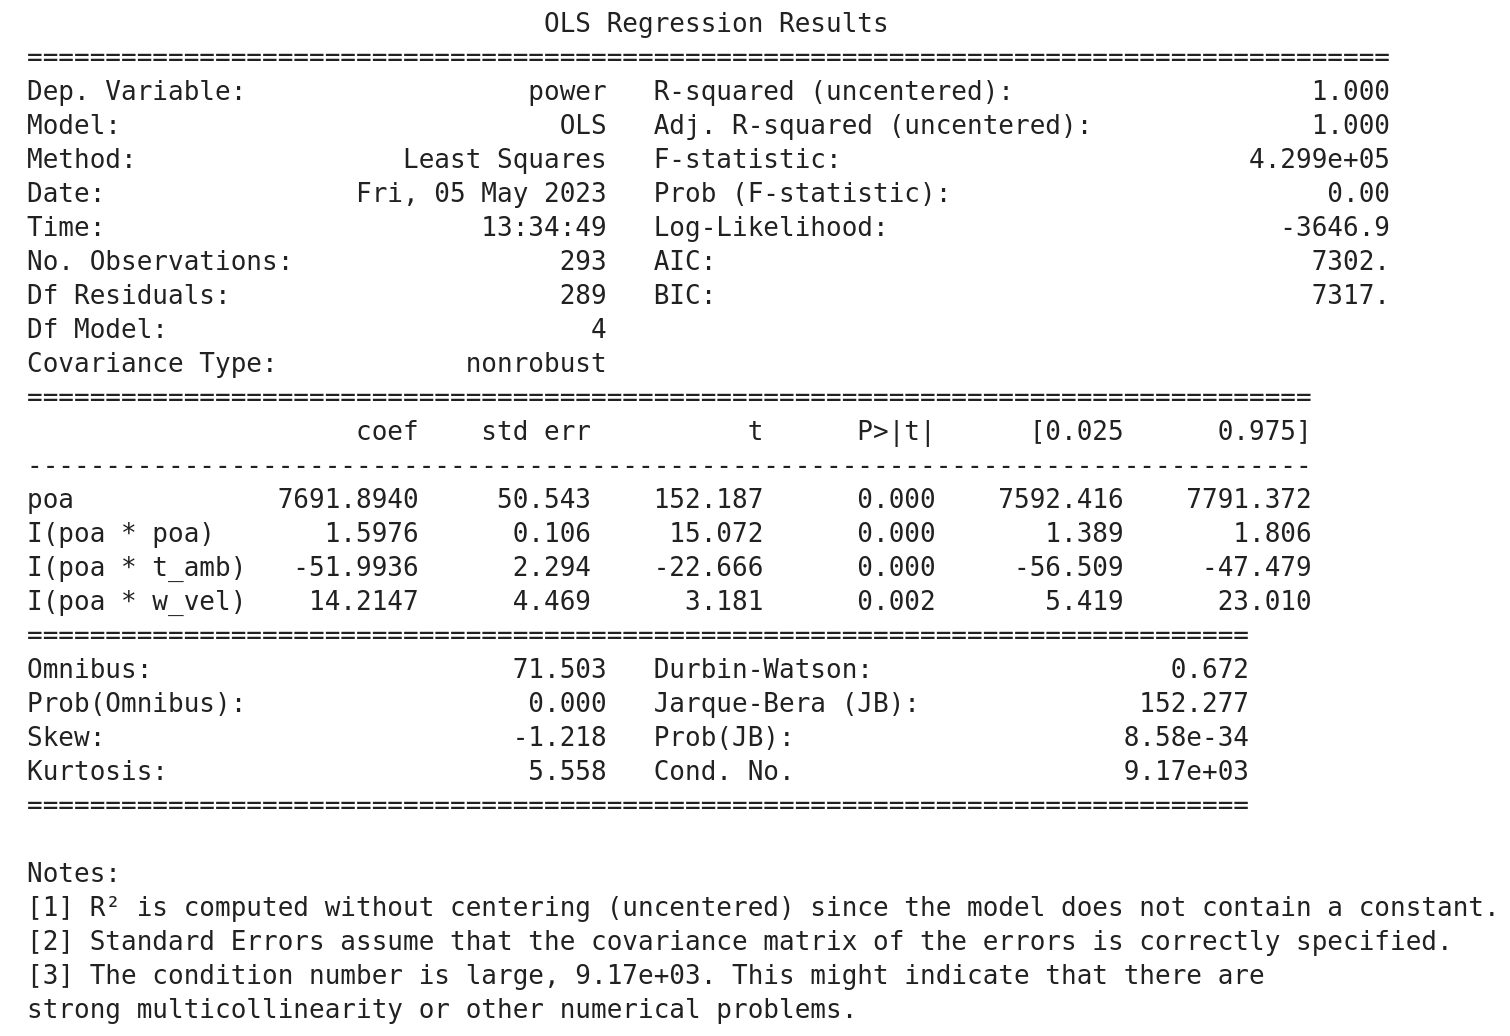 OLS Regression Results
=======================================================================================
Dep. Variable:                  power   R-squared (uncentered):                   1.000
Model:                            OLS   Adj. R-squared (uncentered):              1.000
Method:                 Least Squares   F-statistic:                          4.299e+05
Date:                Fri, 05 May 2023   Prob (F-statistic):                        0.00
Time:                        13:34:49   Log-Likelihood:                         -3646.9
No. Observations:                 293   AIC:                                      7302.
Df Residuals:                     289   BIC:                                      7317.
Df Model:                           4
Covariance Type:            nonrobust
==================================================================================
                     coef    std err          t      P>|t|      [0.025      0.975]
----------------------------------------------------------------------------------
poa             7691.8940     50.543    152.187      0.000    7592.416    7791.372
I(poa * poa)       1.5976      0.106     15.072      0.000       1.389       1.806
I(poa * t_amb)   -51.9936      2.294    -22.666      0.000     -56.509     -47.479
I(poa * w_vel)    14.2147      4.469      3.181      0.002       5.419      23.010
==============================================================================
Omnibus:                       71.503   Durbin-Watson:                   0.672
Prob(Omnibus):                  0.000   Jarque-Bera (JB):              152.277
Skew:                          -1.218   Prob(JB):                     8.58e-34
Kurtosis:                       5.558   Cond. No.                     9.17e+03
==============================================================================
Notes:
[1] R² is computed without centering (uncentered) since the model does not contain a constant.
[2] Standard Errors assume that the covariance matrix of the errors is correctly specified.
[3] The condition number is large, 9.17e+03. This might indicate that there are
strong multicollinearity or other numerical problems.